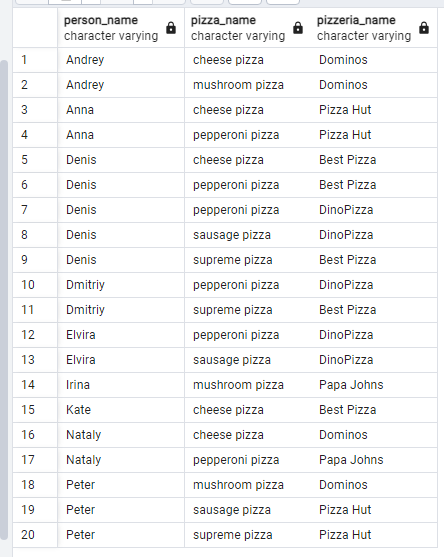 person_name pizza_name pizzeria_name
character varying character varying character varying
1 Andrey cheese pizza Dominos
2 Andrey mushroom pizza Dominos
3 Anna cheese pizza Pizza Hut
4 Anna pepperoni pizza Pizza Hut
5 Denis cheese pizza Best Pizza
6 Denis pepperoni pizza Best Pizza
7 Denis pepperoni pizza DinoPizza
8 Denis sausage pizza DinoPizza
9 Denis supreme pizza Best Pizza
10 Dmitriy pepperoni pizza DinoPizza
11 Dmitriy supreme pizza Best Pizza
12 Elvira pepperoni pizza DinoPizza
13 Elvira sausage pizza DinoPizza
14 Irina mushroom pizza Papa Johns
15 Kate cheese pizza Best Pizza
16 Nataly cheese pizza Dominos
17 Nataly pepperoni pizza Papa Johns
18 Peter mushroom pizza Dominos
19 Peter sausage pizza Pizza Hut
20 Peter supreme pizza Pizza Hut